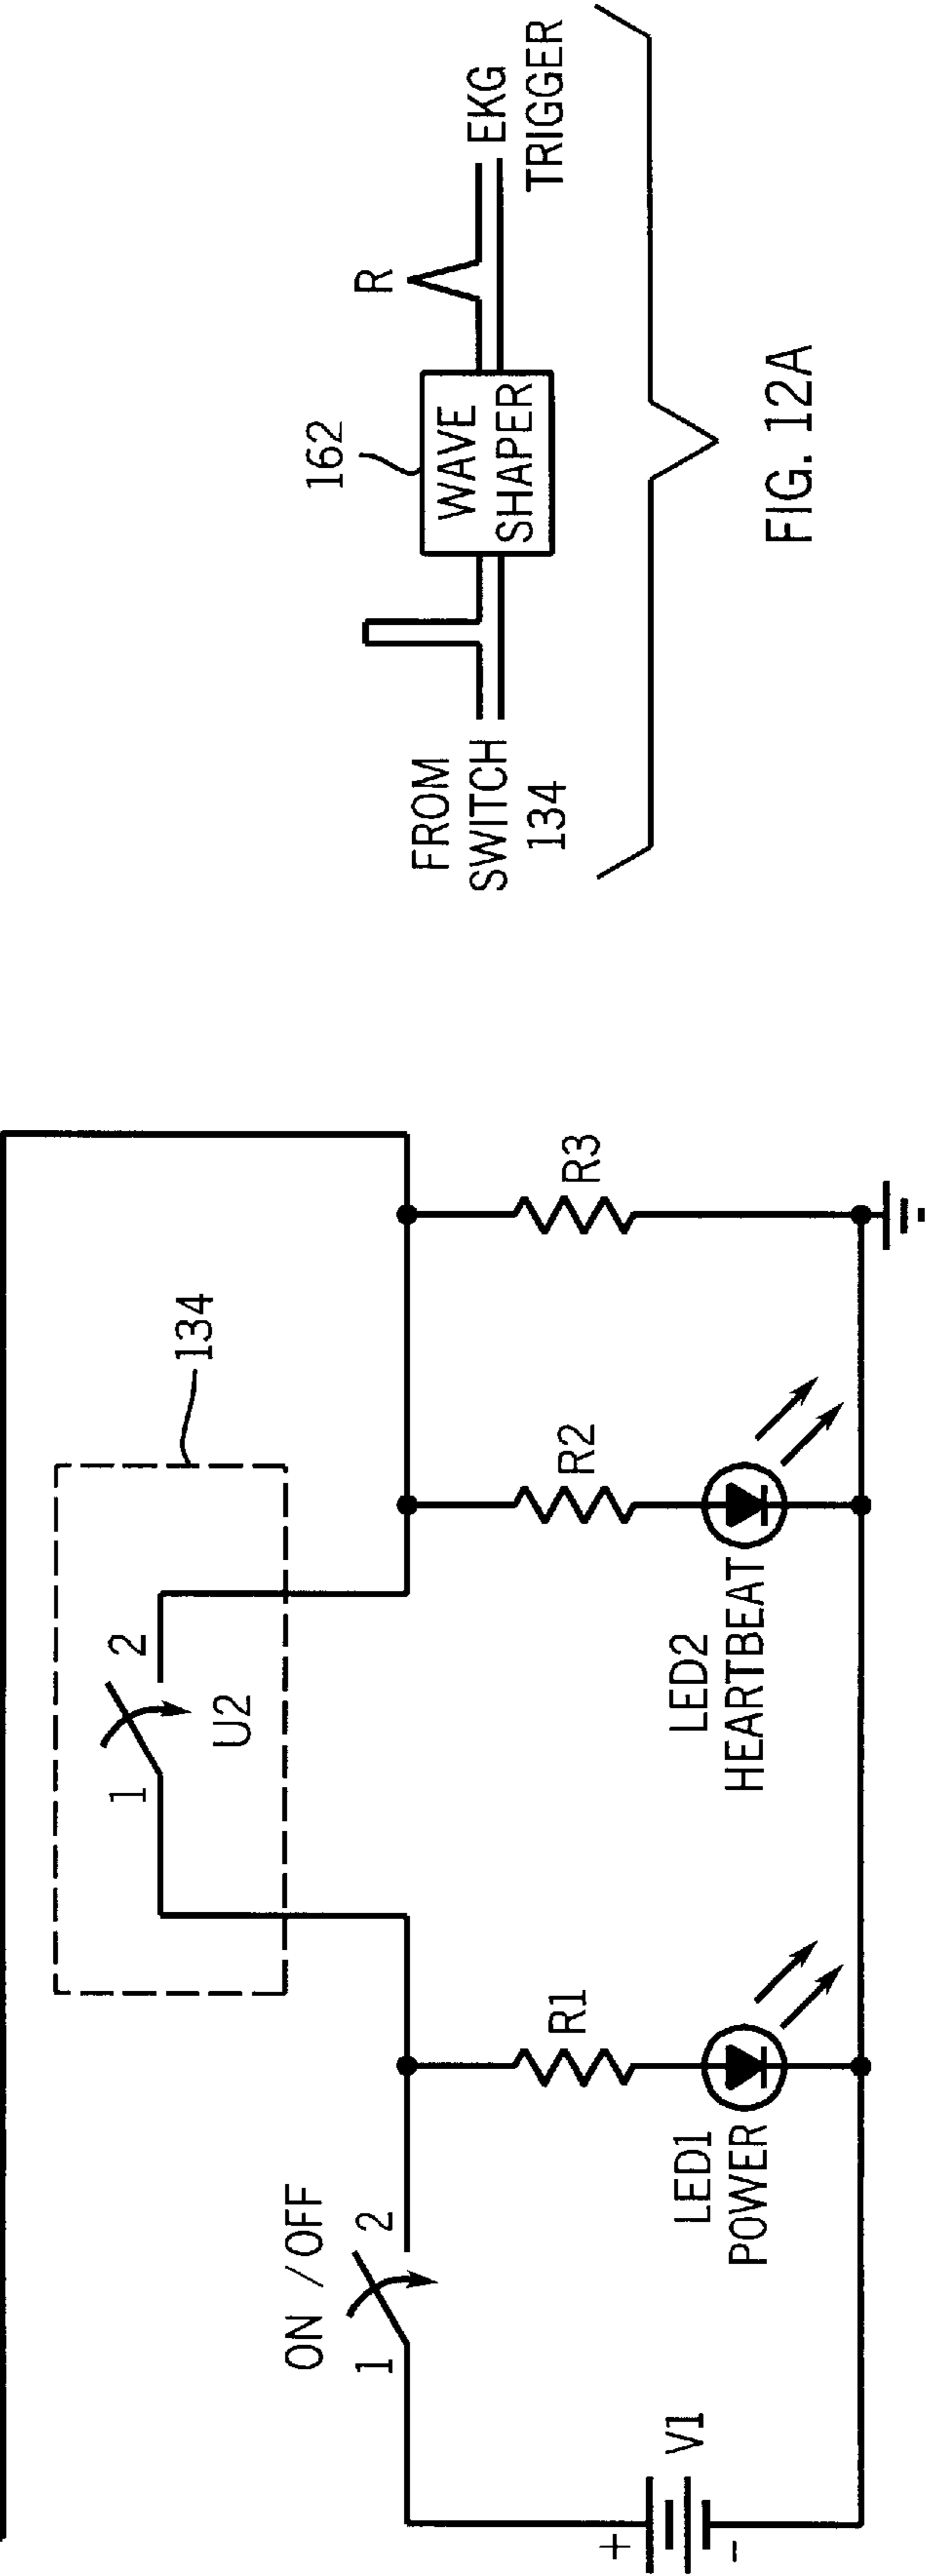 ON / OFF
1
2
+
-
V1
LED1
POWER
R1
1
2
U2
134
LED2
HEARTBEAT
R2
R3
FROM
SWITCH
134
162
WAVE
SHAPER
R
EKG
TRIGGER
FIG. 12A